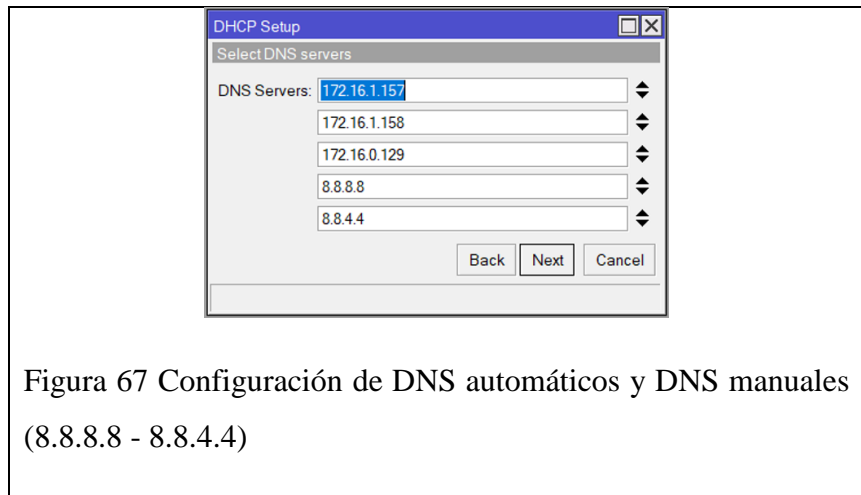 DHCP Setup
Select DNS servers
DNS Servers: 172.16.1.157
172.16.1.158
172.16.0.129
8.8.8.8
8.8.4.4
Back Next Cancel
Figura 67 Configuración de DNS automáticos y DNS manuales
(8.8.8.8 - 8.8.4.4)